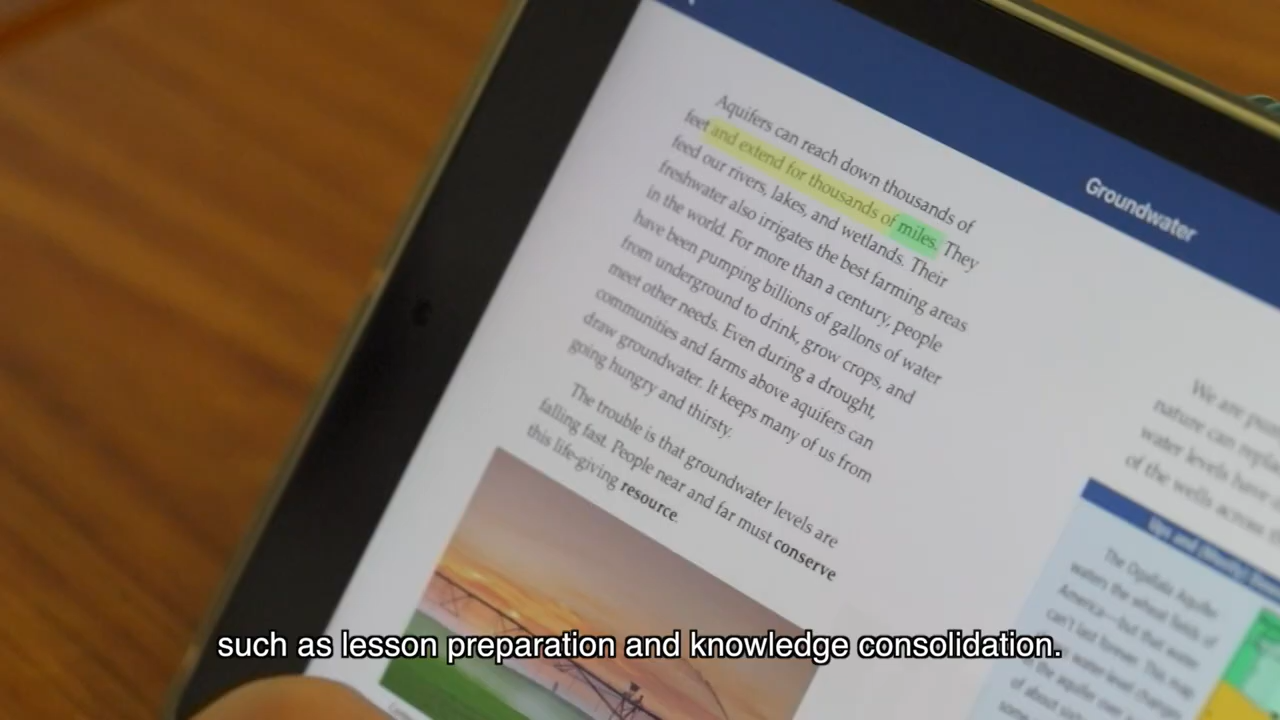 Groundwater
Aquifers can reach down thousands of
feet and extend for thousands of miles. They
feed our rivers, lakes, and wetlands. Their
freshwater also irrigates the best farming areas
in the world. For more than a century, people
have been pumping billions of gallons of water
from underground to drink, grow crops, and
meet other needs. Even during a drought,
communities and farms above aquifers can
draw groundwater. It keeps many of us from
going hungry and thirsty.
The trouble is that groundwater levels are
falling fast. People near and far must conserve
this life-giving resource.
We are
nature can
water levels have
of the wells across
Ups and
The Ogallala Aquifer
waters the wheat fields of
America—but that water
can't last forever. This map
water level changes
the aquifer over
of about
some
such as lesson preparation and knowledge consolidation.